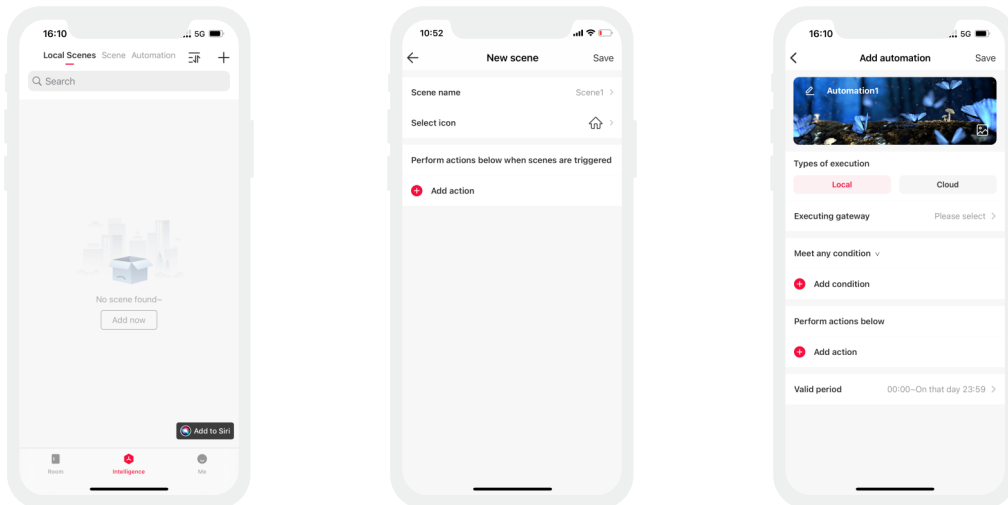 16:10
5G
Local Scenes Scene Automation
Search
No scene found~
Add now
Add to Siri
Room Intelligence Me
10:52
New scene Save
Scene name Scene1 >
Select icon >
Perform actions below when scenes are triggered
Add action
16:10
5G
Add automation Save
Automation1
Types of execution
Local Cloud
Executing gateway Please select >
Meet any condition
Add condition
Perform actions below
Add action
Valid period 00:00~On that day 23:59 >